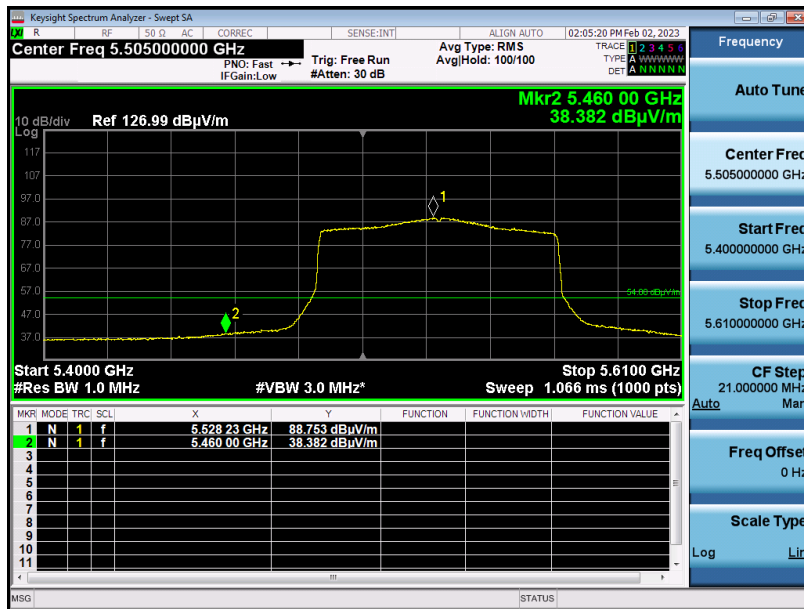 Keysight Spectrum Analyzer - Swept SA
LXI R RF 50 Ω AC CORREC SENSE:INT ALIGN AUTO 02:05:20 PM Feb 02, 2023
Center Freq 5.505000000 GHz
PNO: Fast
IFGain:Low
Trig: Free Run
#Atten: 30 dB
Avg Type: RMS
Avg|Hold: 100/100
TRACE 1 2 3 4 5 6
TYPE A W W W W W
DET A N N N N N
Mkr2 5.460 00 GHz
38.382 dBµV/m
10 dB/div Ref 126.99 dBµV/m
Log
117
107
97.0
87.0
77.0
67.0
57.0
47.0
37.0
1
2
54.00 dBµV/m
Start 5.4000 GHz Stop 5.6100 GHz
#Res BW 1.0 MHz #VBW 3.0 MHz* Sweep 1.066 ms (1000 pts)
MKR MODE TRC SCL X Y FUNCTION FUNCTION WIDTH FUNCTION VALUE
1 N 1 f 5.528 23 GHz 88.753 dBµV/m
2 N 1 f 5.460 00 GHz 38.382 dBµV/m
3
4
5
6
7
8
9
10
11
MSG STATUS
Frequency
Auto Tune
Center Freq
5.505000000 GHz
Start Freq
5.400000000 GHz
Stop Freq
5.610000000 GHz
CF Step
21.000000 MHz
Auto Man
Freq Offset
0 Hz
Scale Type
Log Lin